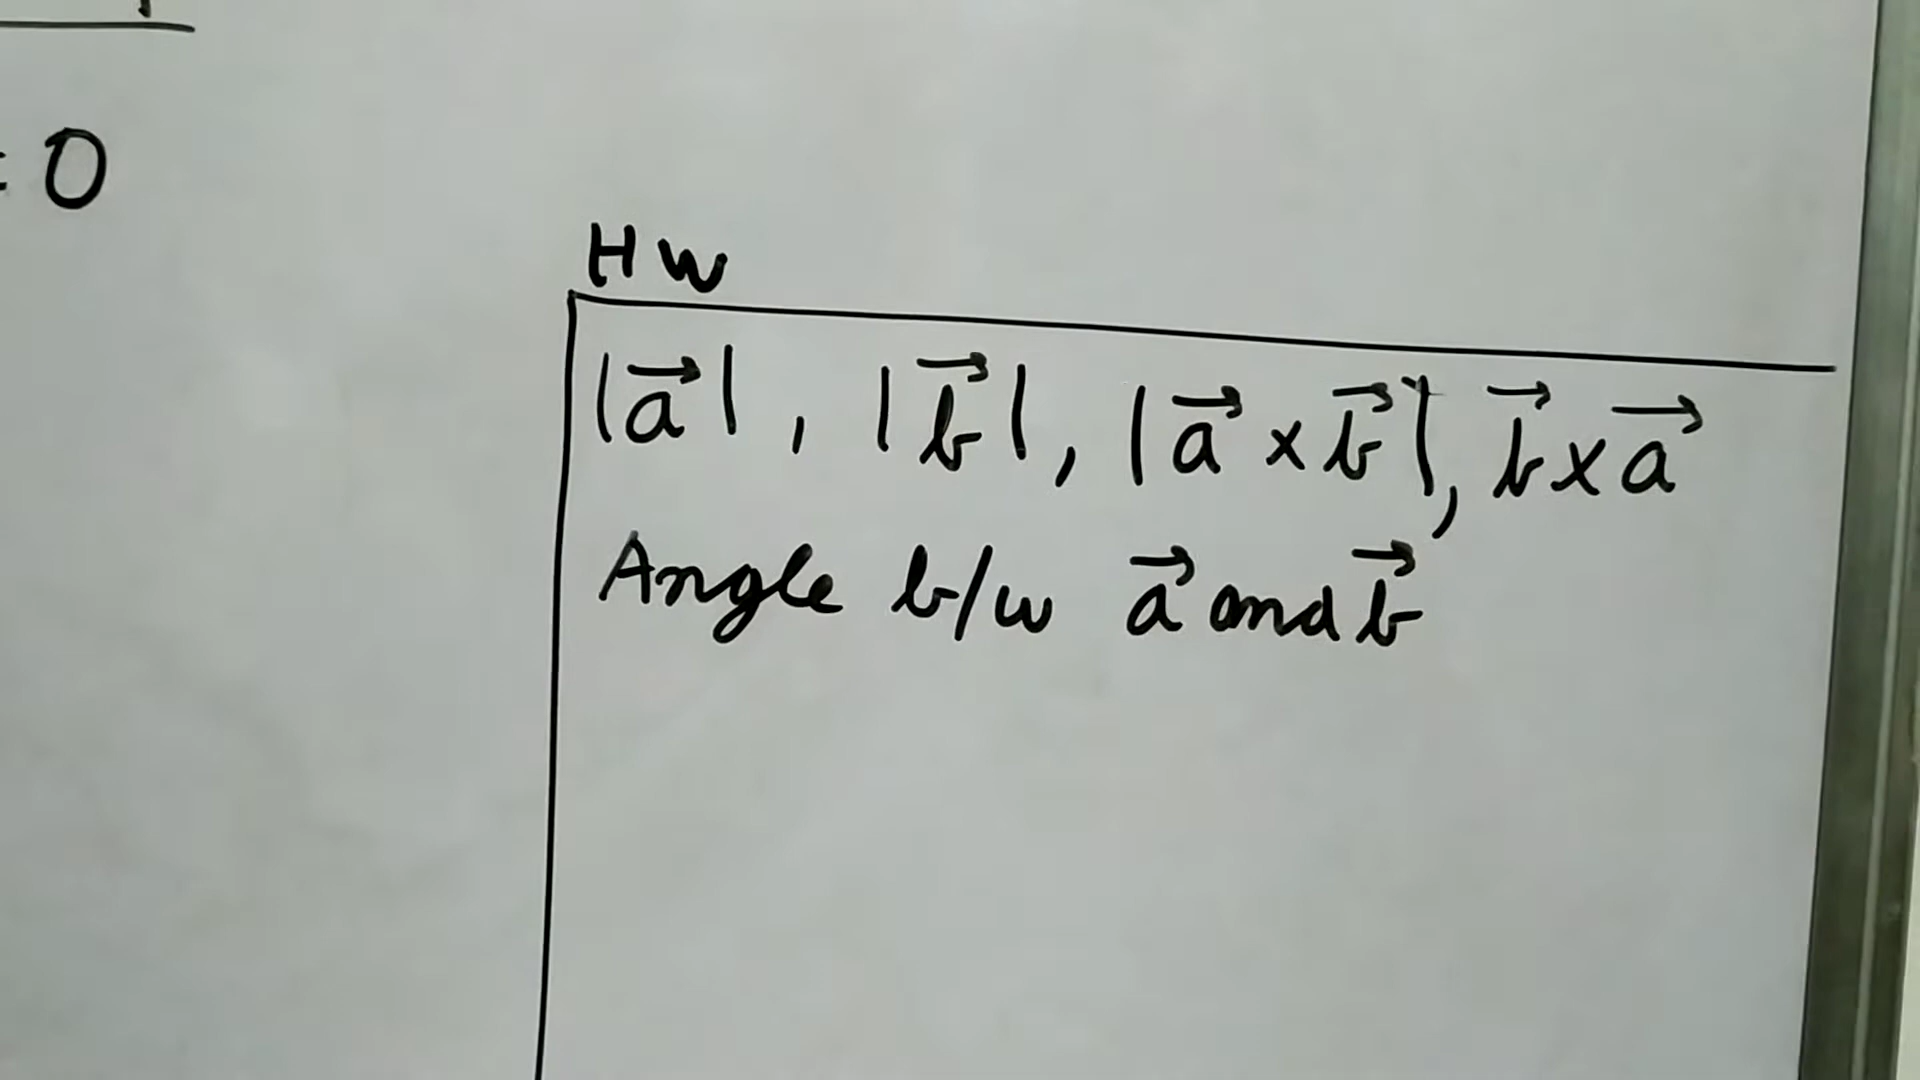 = 0
HW
|a⃗|, |b⃗|, |a⃗ × b⃗|, b⃗ × a⃗
Angle b/w a⃗ and b⃗